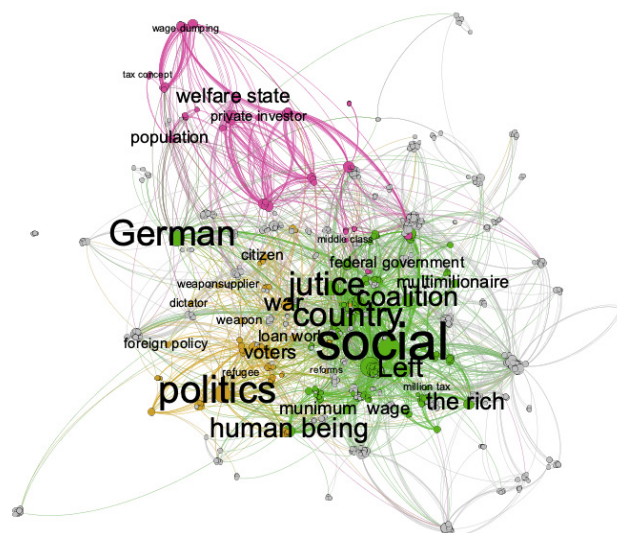 wage dumping
tax concept
welfare state
private investor
population
German
middle class
citizen
federal government
weaponsupplier
jutice
multimilionaire
dictator
war
coalition
weapon
country
foreign policy
loan work
social
voters
refugee
reforms
Left
politics
million tax
munimum
wage
the rich
human being